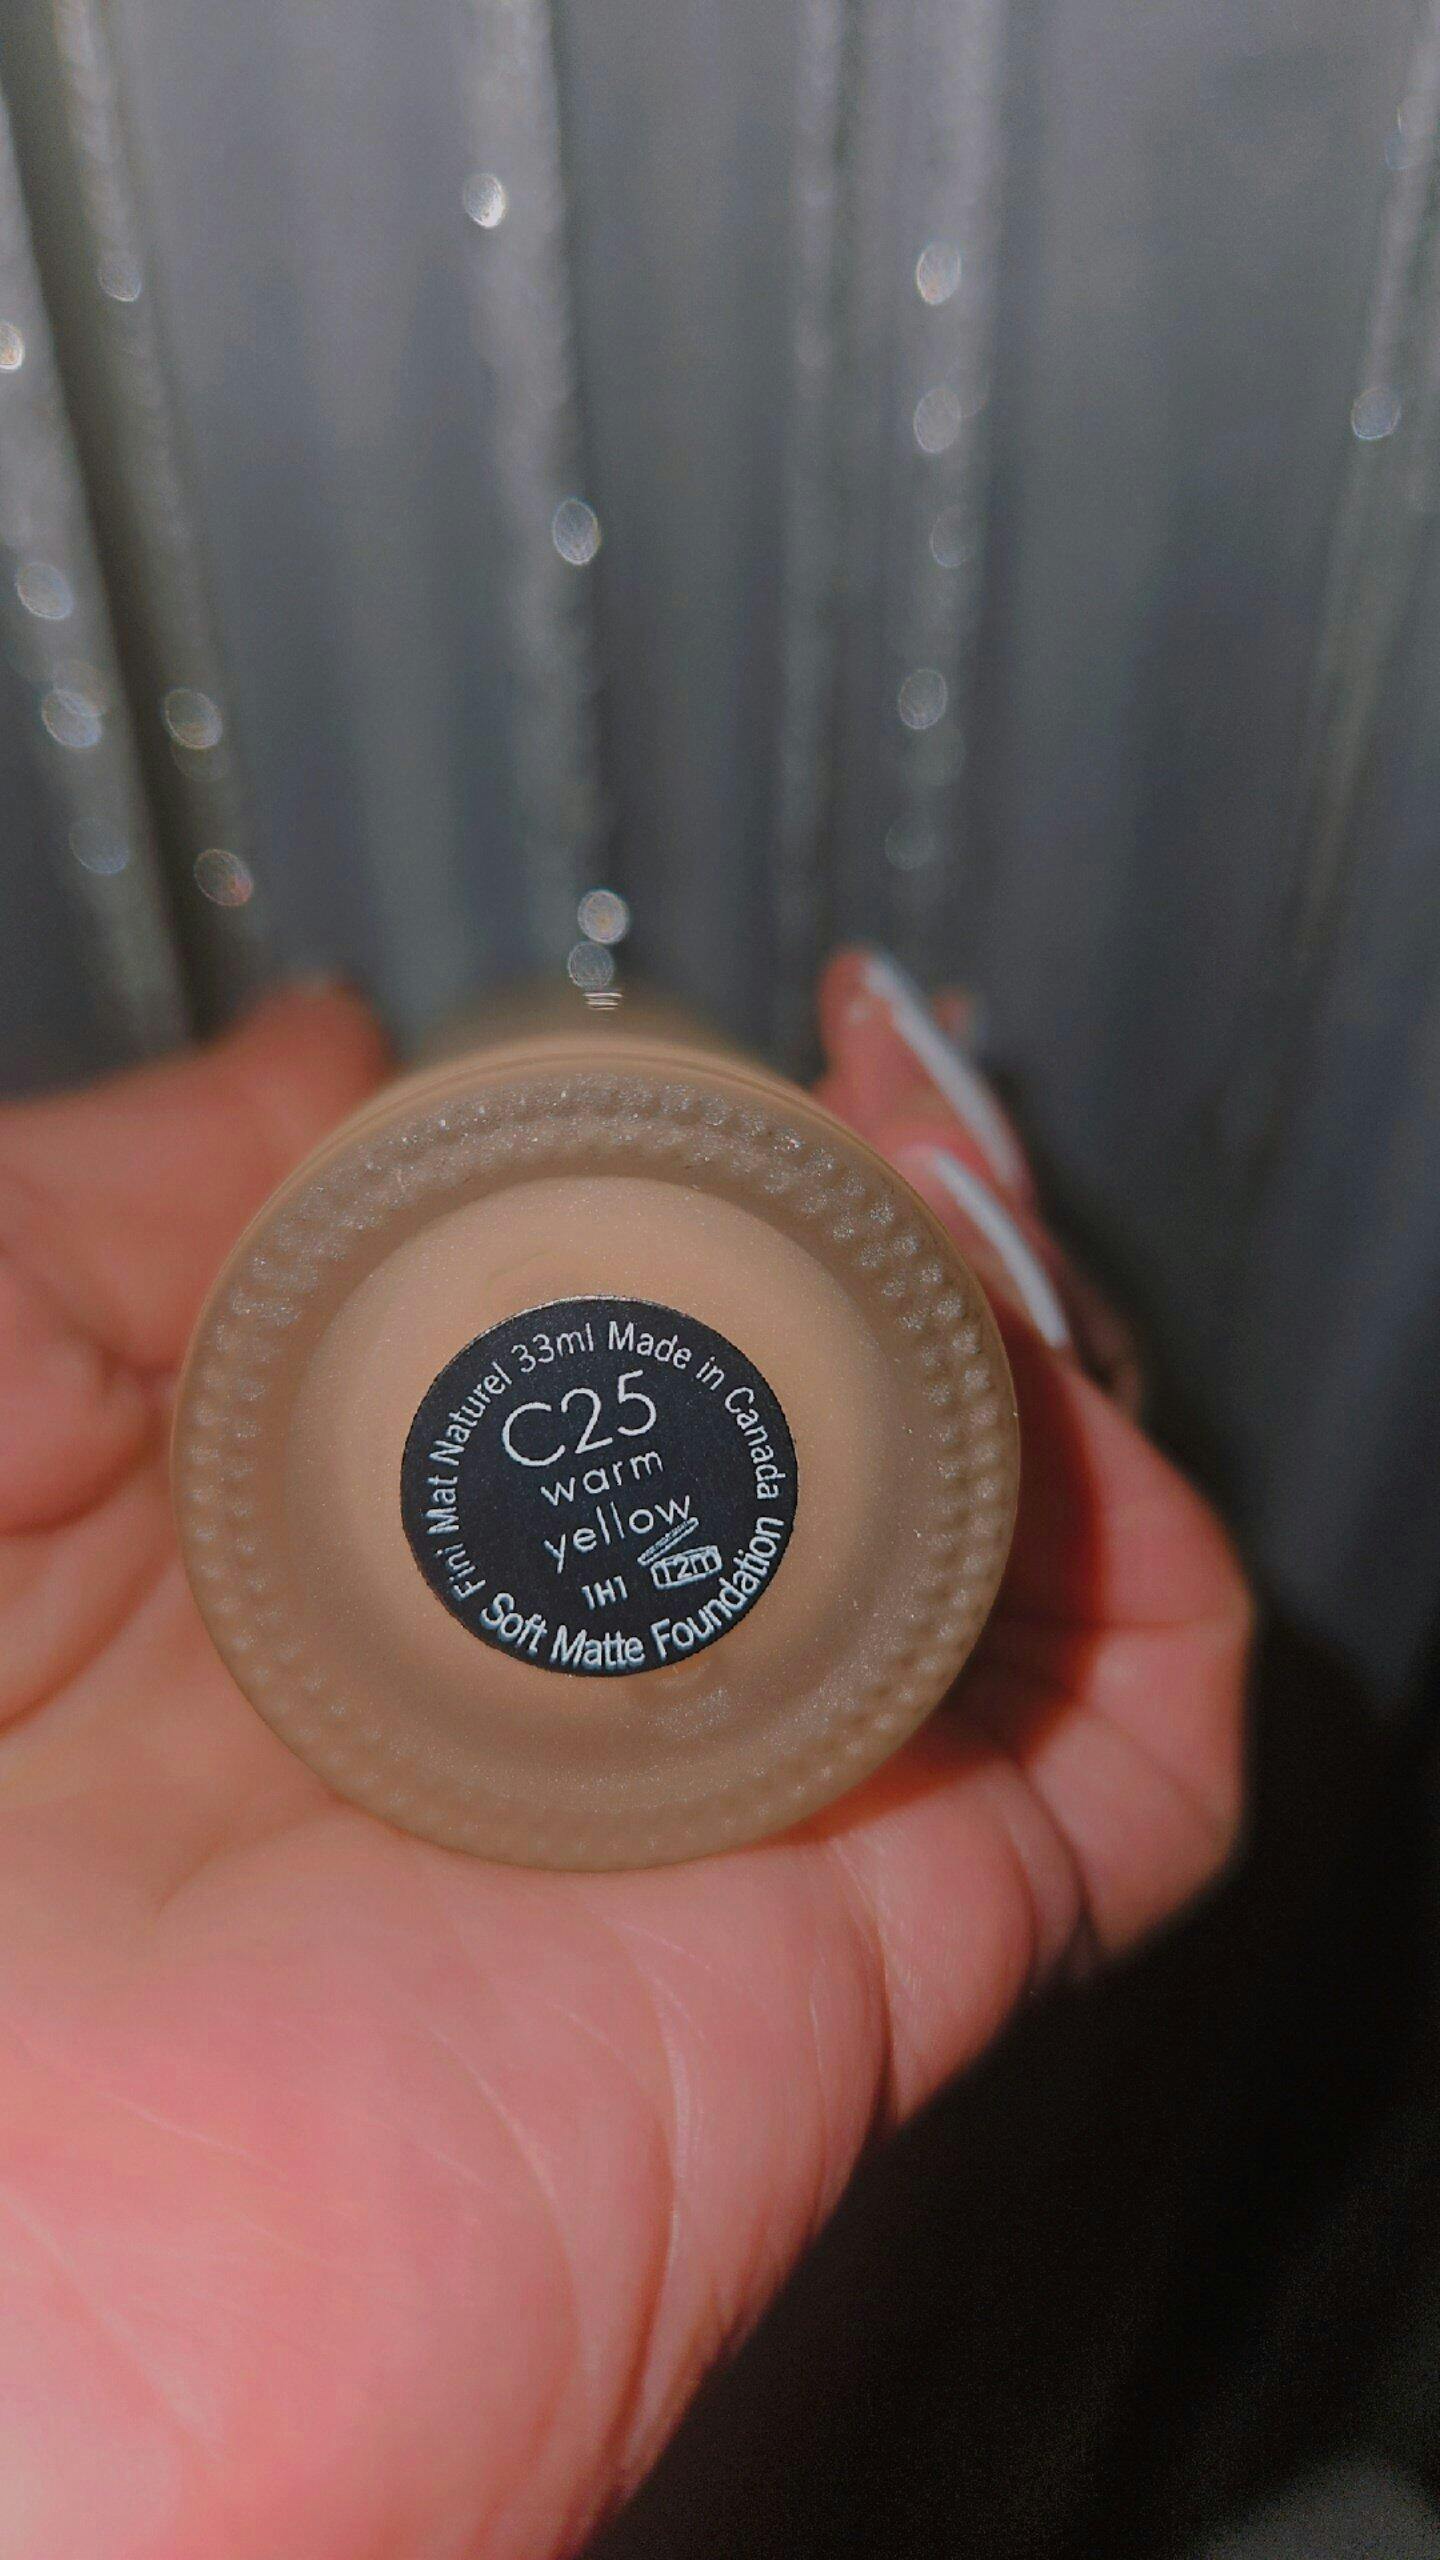 Fini Mat Naturel 33ml Made in Canada
C25
warm
yellow
12m
1H1
Soft Matte Foundation